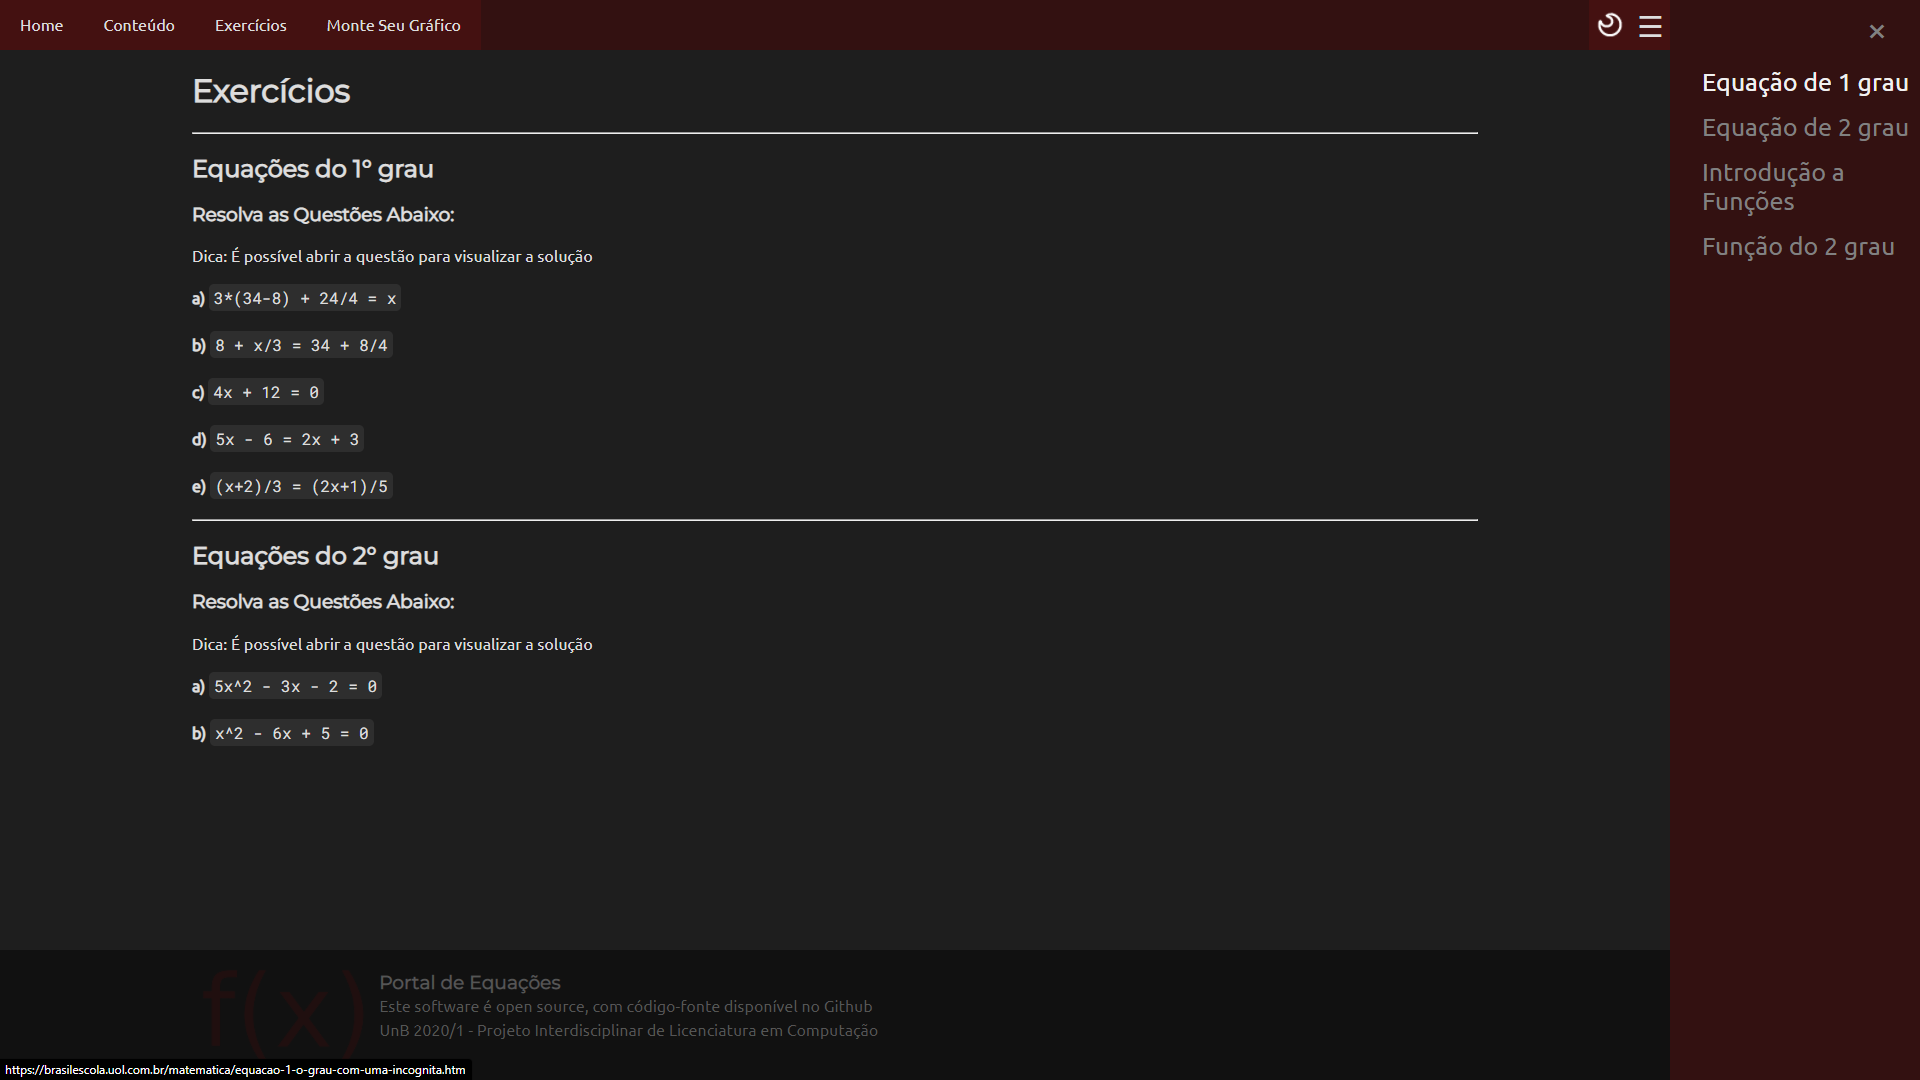 Home
Conteúdo
Exercícios
Monte Seu Gráfico
×
Equação de 1 grau
Equação de 2 grau
Introdução a
Funções
Função do 2 grau
Exercícios
Equações do 1º grau
Resolva as Questões Abaixo:
Dica: É possível abrir a questão para visualizar a solução
a) 3*(34-8) + 24/4 = x
b) 8 + x/3 = 34 + 8/4
c) 4x + 12 = 0
d) 5x - 6 = 2x + 3
e) (x+2)/3 = (2x+1)/5
Equações do 2º grau
Resolva as Questões Abaixo:
Dica: É possível abrir a questão para visualizar a solução
a) 5x^2 - 3x - 2 = 0
b) x^2 - 6x + 5 = 0
f(x)
Portal de Equações
Este software é open source, com código-fonte disponível no Github
UnB 2020/1 - Projeto Interdisciplinar de Licenciatura em Computação
https://brasilescola.uol.com.br/matematica/equacao-1-o-grau-com-uma-incognita.htm